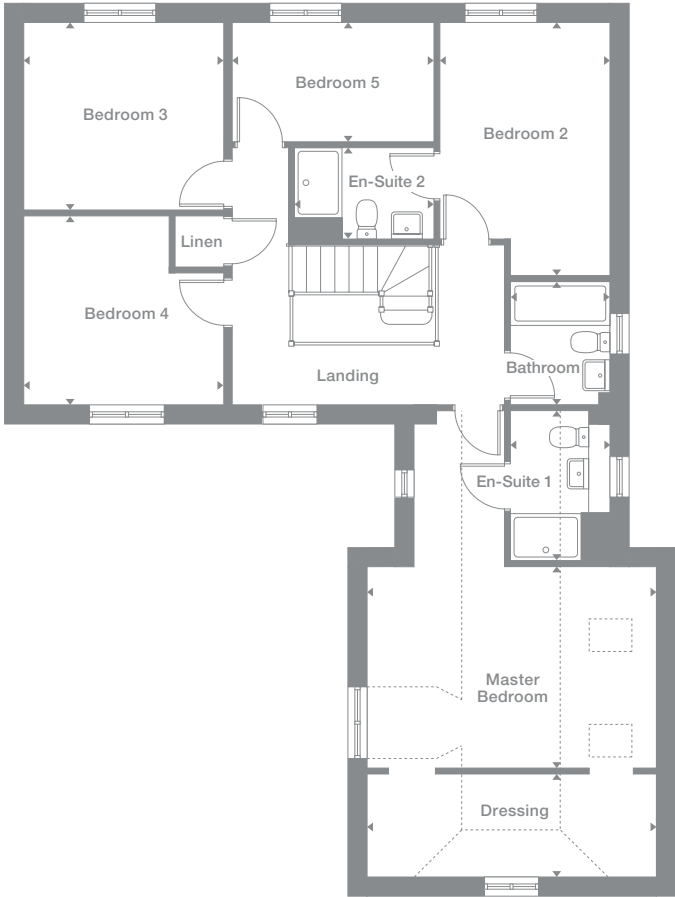 Bedroom 5
Bedroom 3
Bedroom 2
En-Suite 2
Linen
Bedroom 4
Bathroom
Landing
En-Suite 1
Master
Bedroom
Dressing